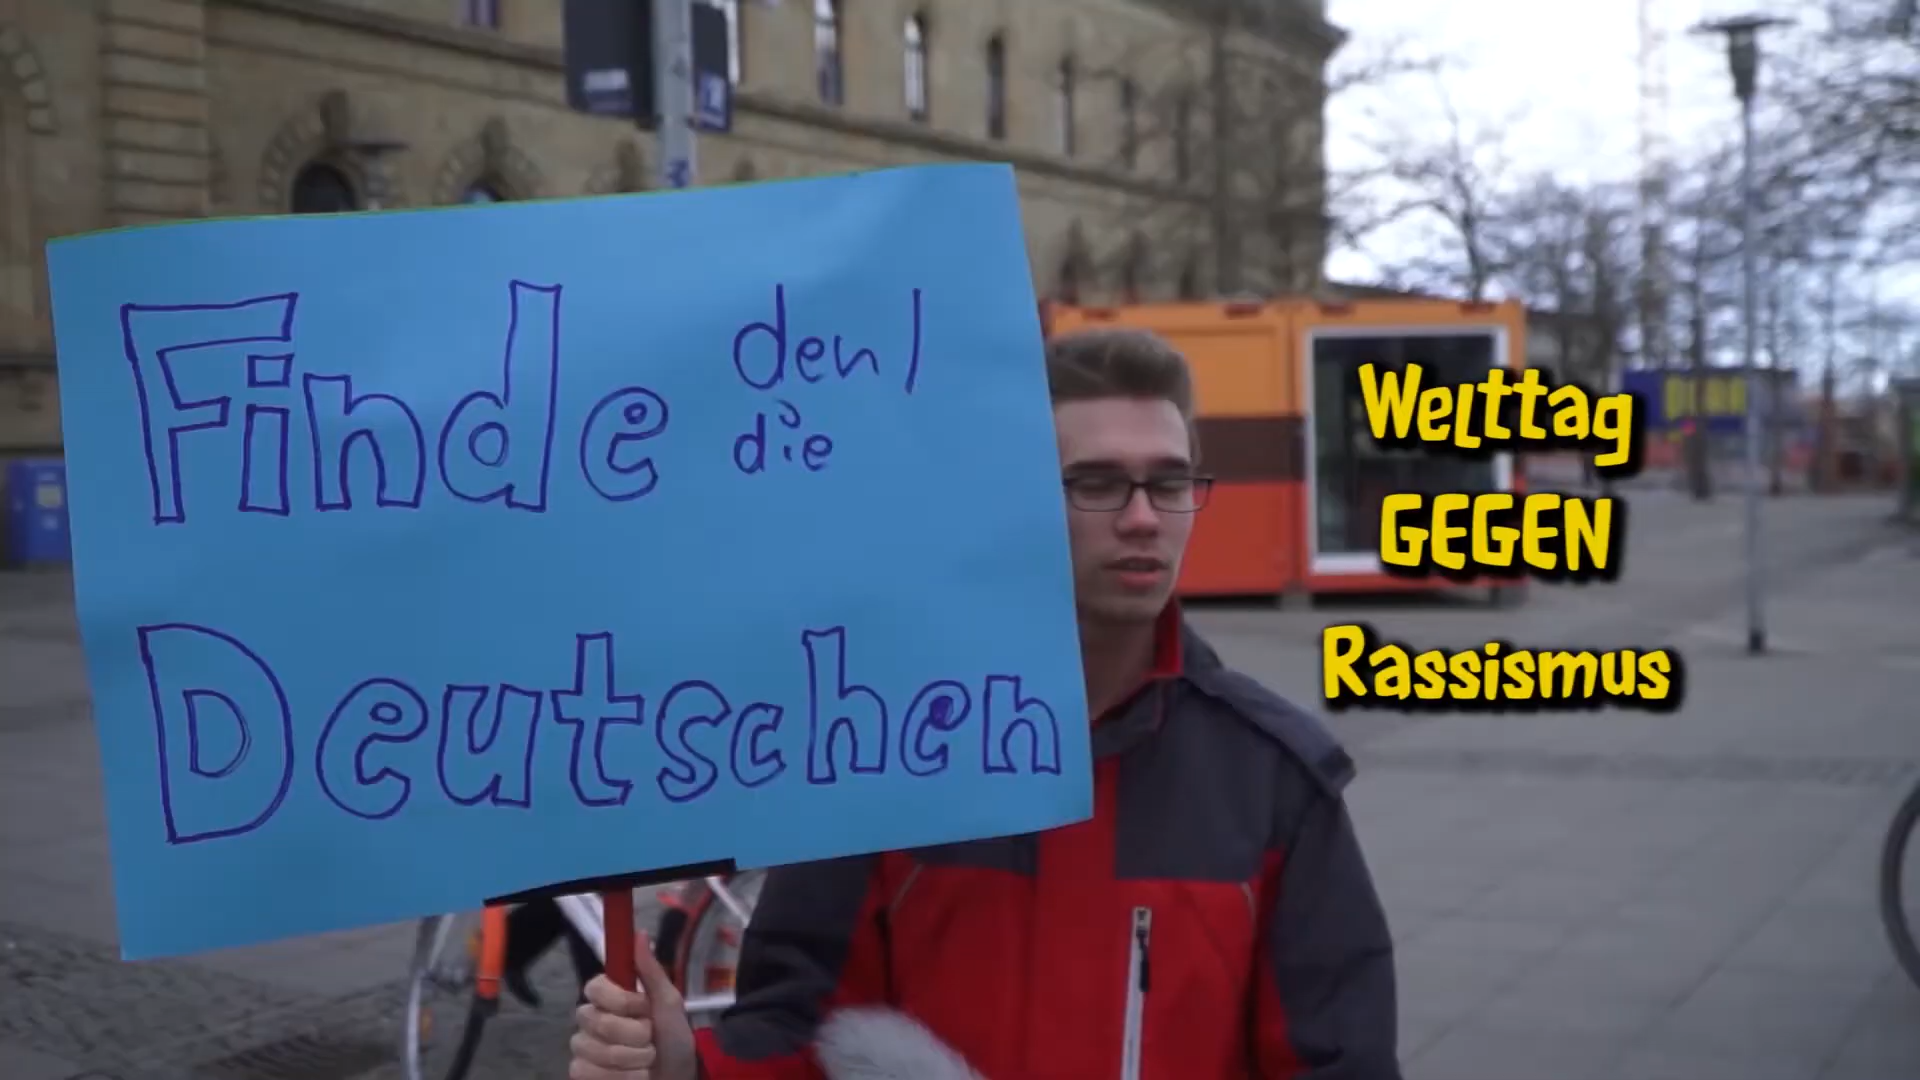 Finde den/
die
Deutschen
Welttag
GEGEN
Rassismus